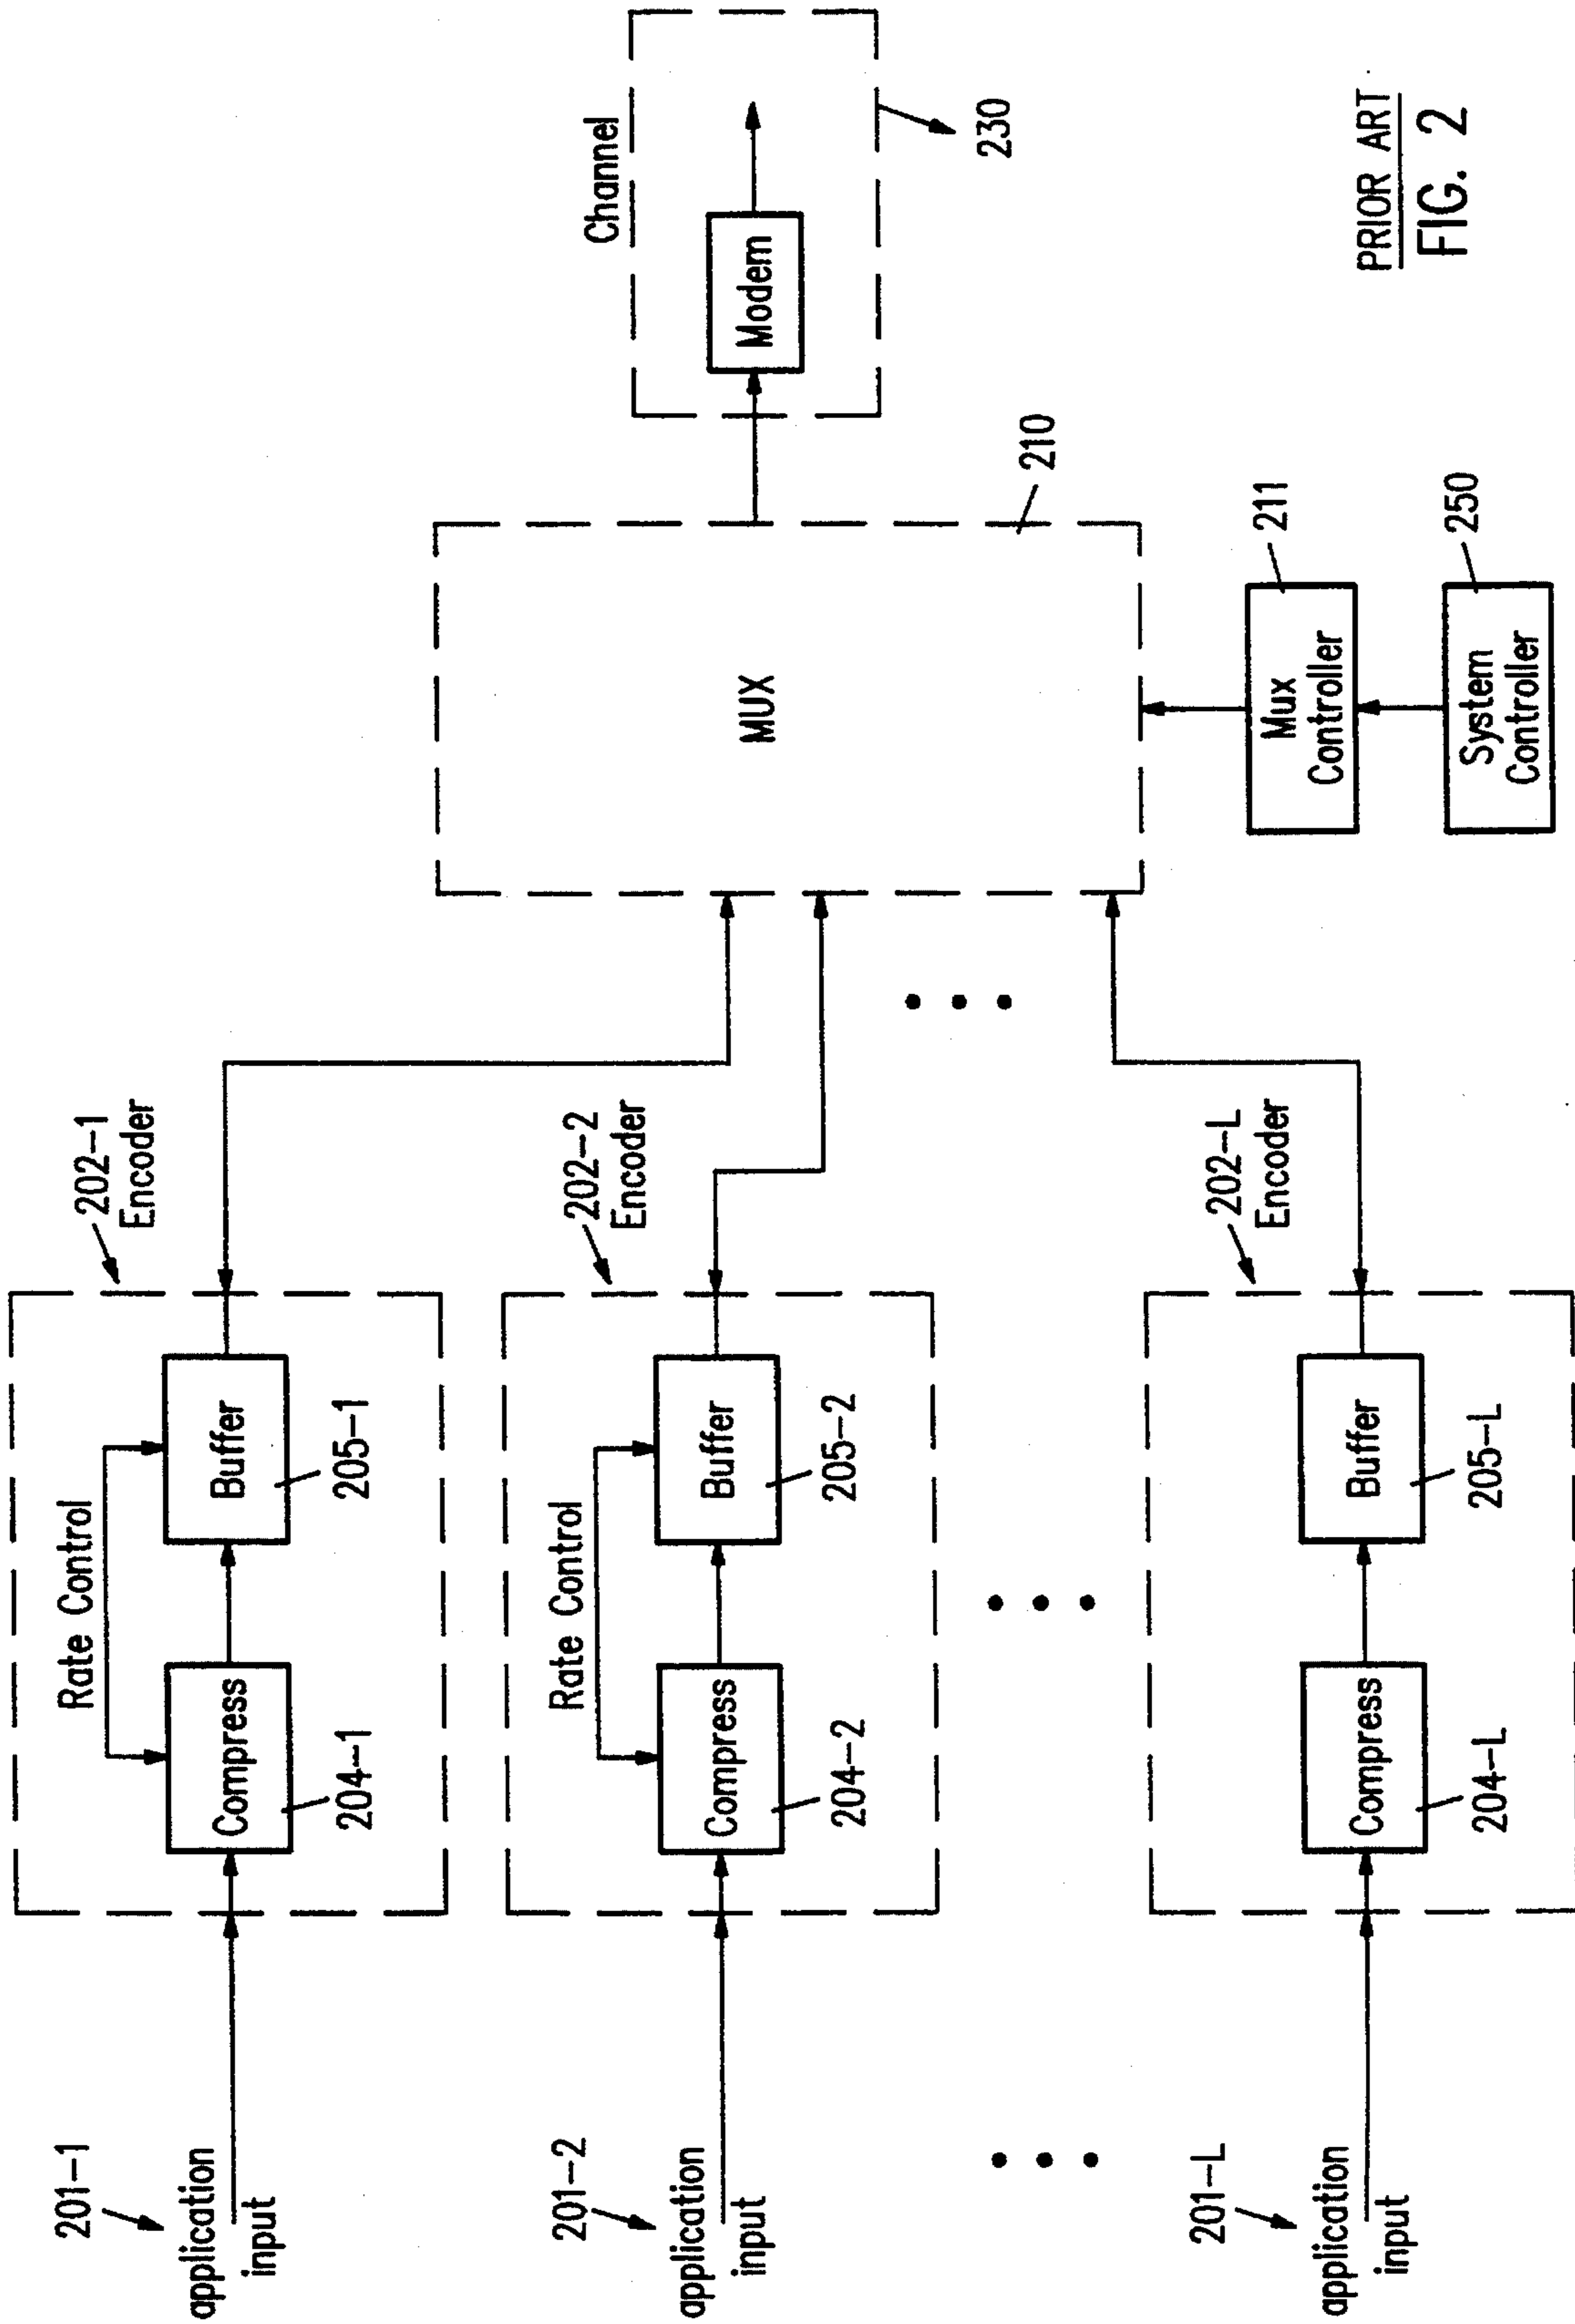 201-1
application
input
Rate Control
Compress
204-1
Buffer
205-1
202-1
Encoder
201-2
application
input
Rate Control
Compress
204-2
Buffer
205-2
202-2
Encoder
201-L
application
input
Compress
204-L
Buffer
205-L
202-L
Encoder
MUX
210
Mux
Controller
211
System
Controller
250
Channel
Modem
230
PRIOR ART
FIG. 2